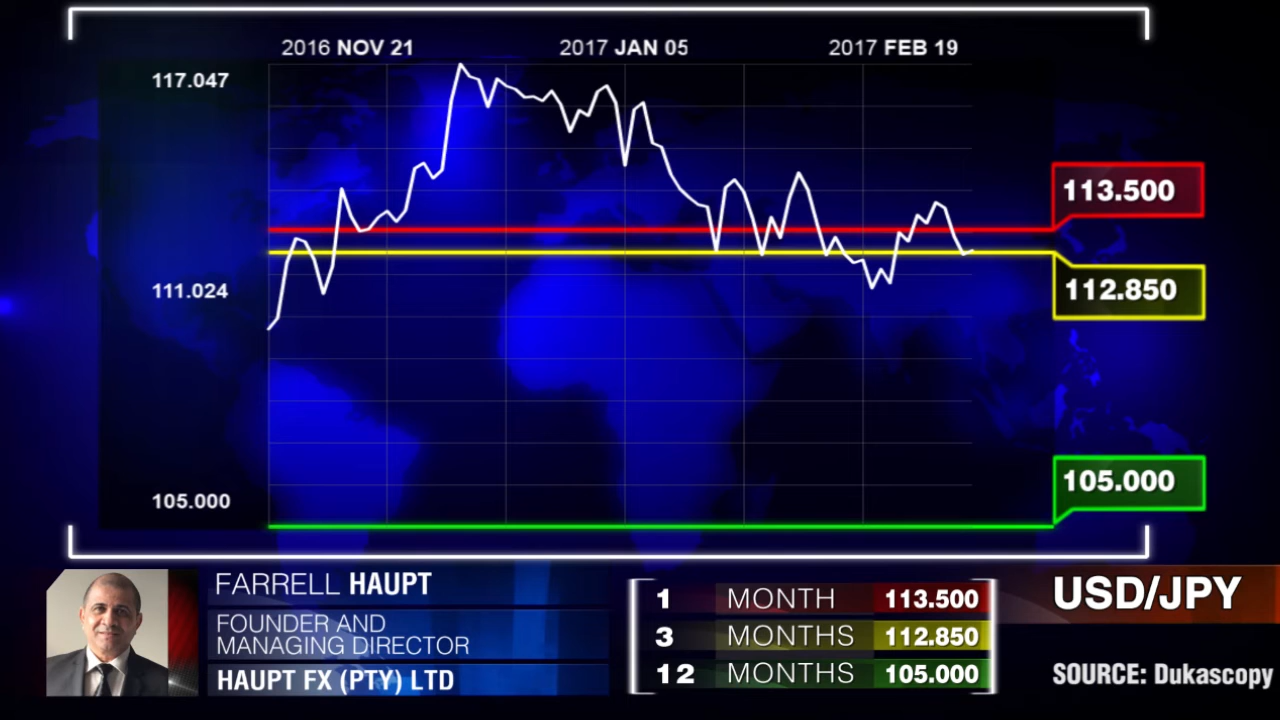 2016 NOV 21
2017 JAN 05
2017 FEB 19
117.047
113.500
111.024
112.850
105.000
105.000
FARRELL HAUPT
FOUNDER AND
MANAGING DIRECTOR
HAUPT FX (PTY) LTD
1 MONTH 113.500
3 MONTHS 112.850
12 MONTHS 105.000
USD/JPY
SOURCE: Dukascopy